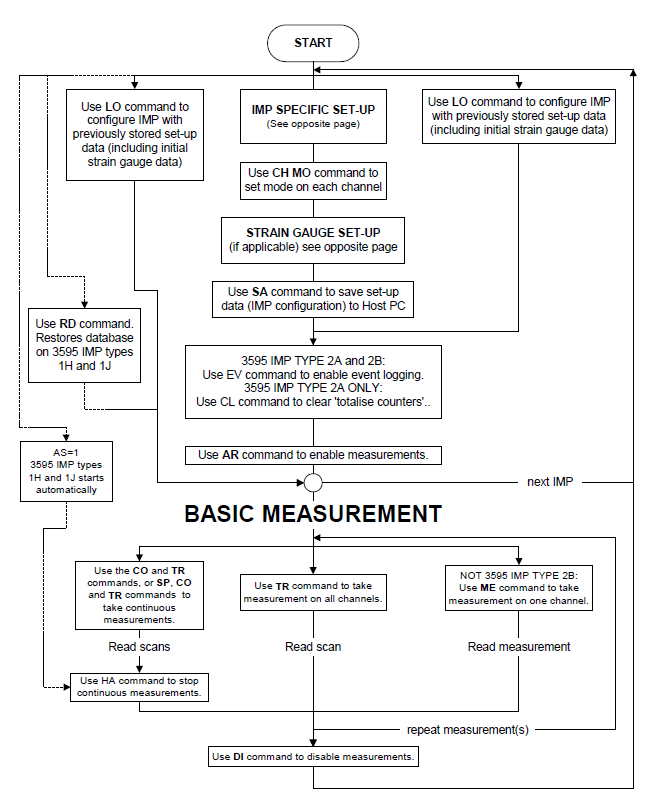 START
Use LO command to
configure IMP with
previously stored set-up
data (including initial
strain gauge data)
IMP SPECIFIC SET-UP
(See opposite page)
Use LO command to configure IMP
with previously stored set-up data
(including initial strain gauge data)
Use CH MO command to
set mode on each channel
STRAIN GAUGE SET-UP
(if applicable) see opposite page
Use SA command to save set-up
data (IMP configuration) to Host PC
Use RD command.
Restores database
on 3595 IMP types
1H and 1J
3595 IMP TYPE 2A and 2B:
Use EV command to enable event logging.
3595 IMP TYPE 2A ONLY:
Use CL command to clear 'totalise counters'..
AS=1
3595 IMP types
1H and 1J starts
automatically
Use AR command to enable measurements.
next IMP
BASIC MEASUREMENT
Use the CO and TR
commands, or SP, CO
and TR commands to
take continuous
measurements.
Use TR command to take
measurement on all channels.
NOT 3595 IMP TYPE 2B:
Use ME command to take
measurement on one channel.
Read scans
Read scan
Read measurement
Use HA command to stop
continuous measurements.
repeat measurement(s)
Use DI command to disable measurements.